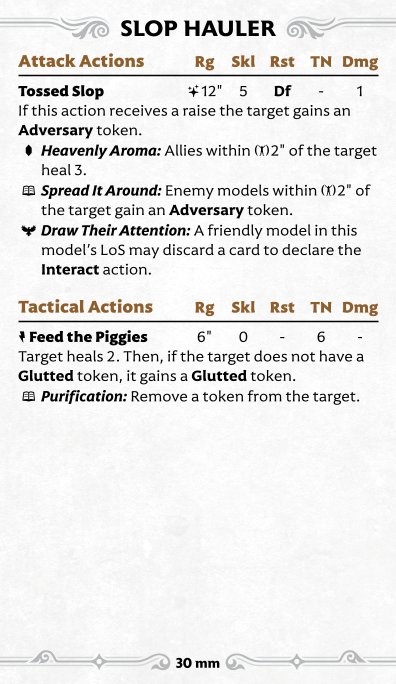 SLOP HAULER
Attack Actions Rg Skl Rst TN Dmg
Tossed Slop 12" 5 Df - 1
If this action receives a raise the target gains an
Adversary token.
Heavenly Aroma: Allies within 2" of the target
heal 3.
Spread It Around: Enemy models within 2" of
the target gain an Adversary token.
Draw Their Attention: A friendly model in this
model's LoS may discard a card to declare the
Interact action.
Tactical Actions Rg Skl Rst TN Dmg
Feed the Piggies 6" 0 - 6 -
Target heals 2. Then, if the target does not have a
Glutted token, it gains a Glutted token.
Purification: Remove a token from the target.
30 mm